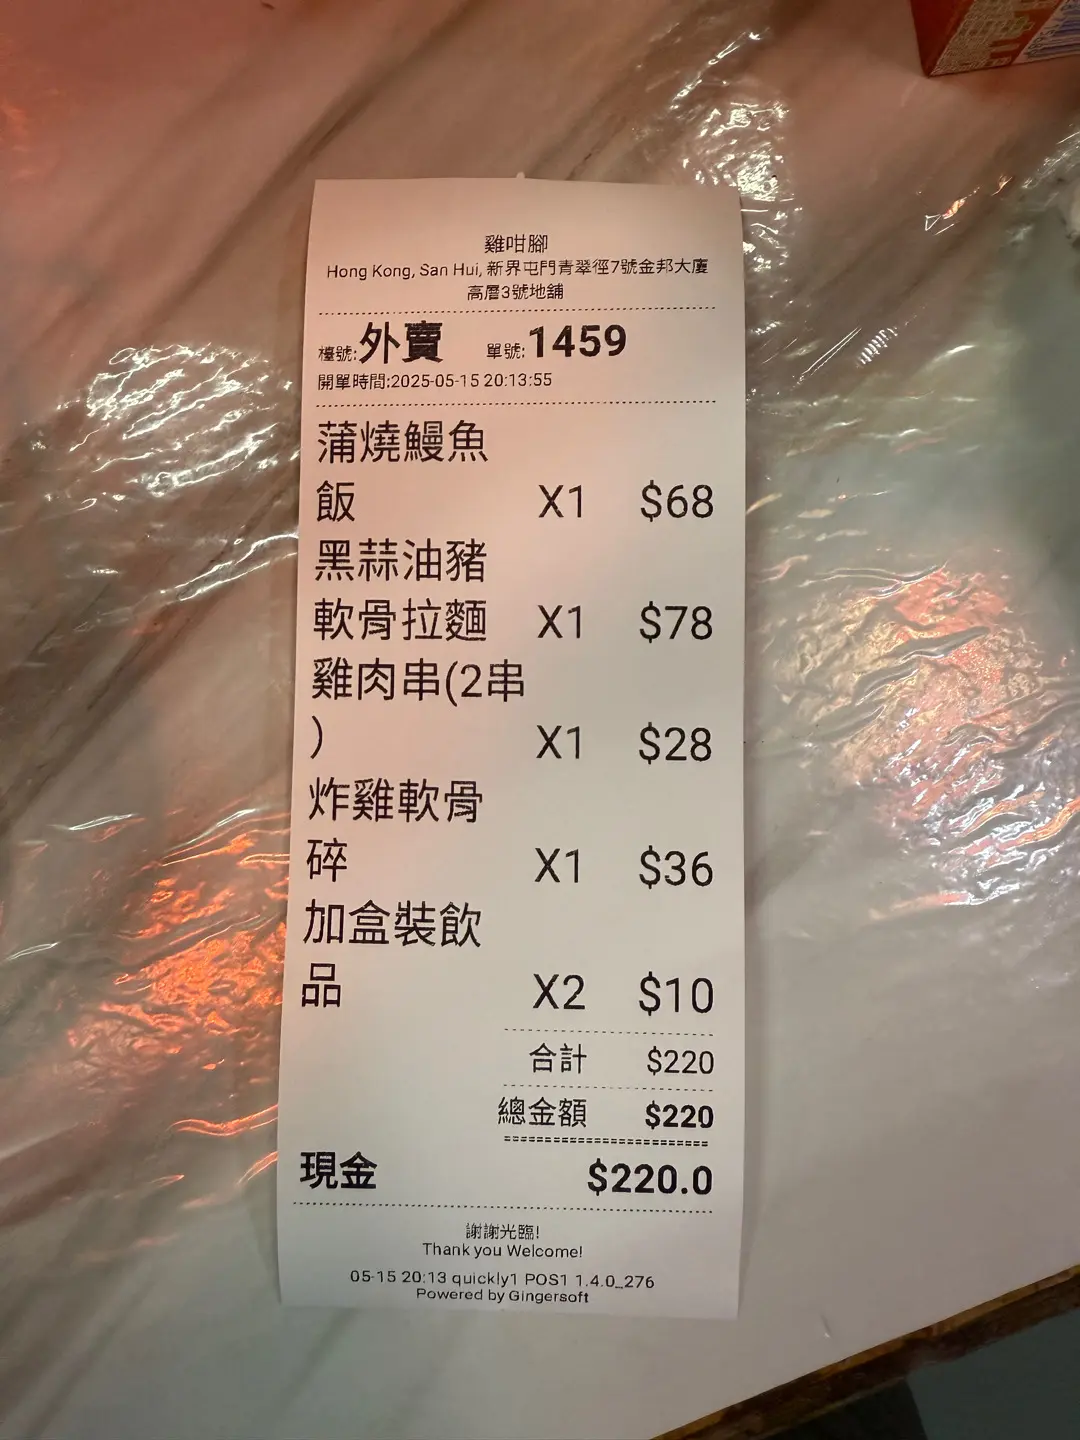 雞咁腳
Hong Kong, San Hui, 新界屯門青翠徑7號金邦大廈
高層3號地舖
檯號:外賣 單號:1459
開單時間:2025-05-15 20:13:55
蒲燒鰻魚
飯 X1 $68
黑蒜油豬
軟骨拉麵 X1 $78
雞肉串(2串
) X1 $28
炸雞軟骨
碎 X1 $36
加盒裝飲
品 X2 $10
合計 $220
總金額 $220
現金 $220.0
謝謝光臨!
Thank you Welcome!
05-15 20:13 quickly1 POS1 1.4.0_276
Powered by Gingersoft